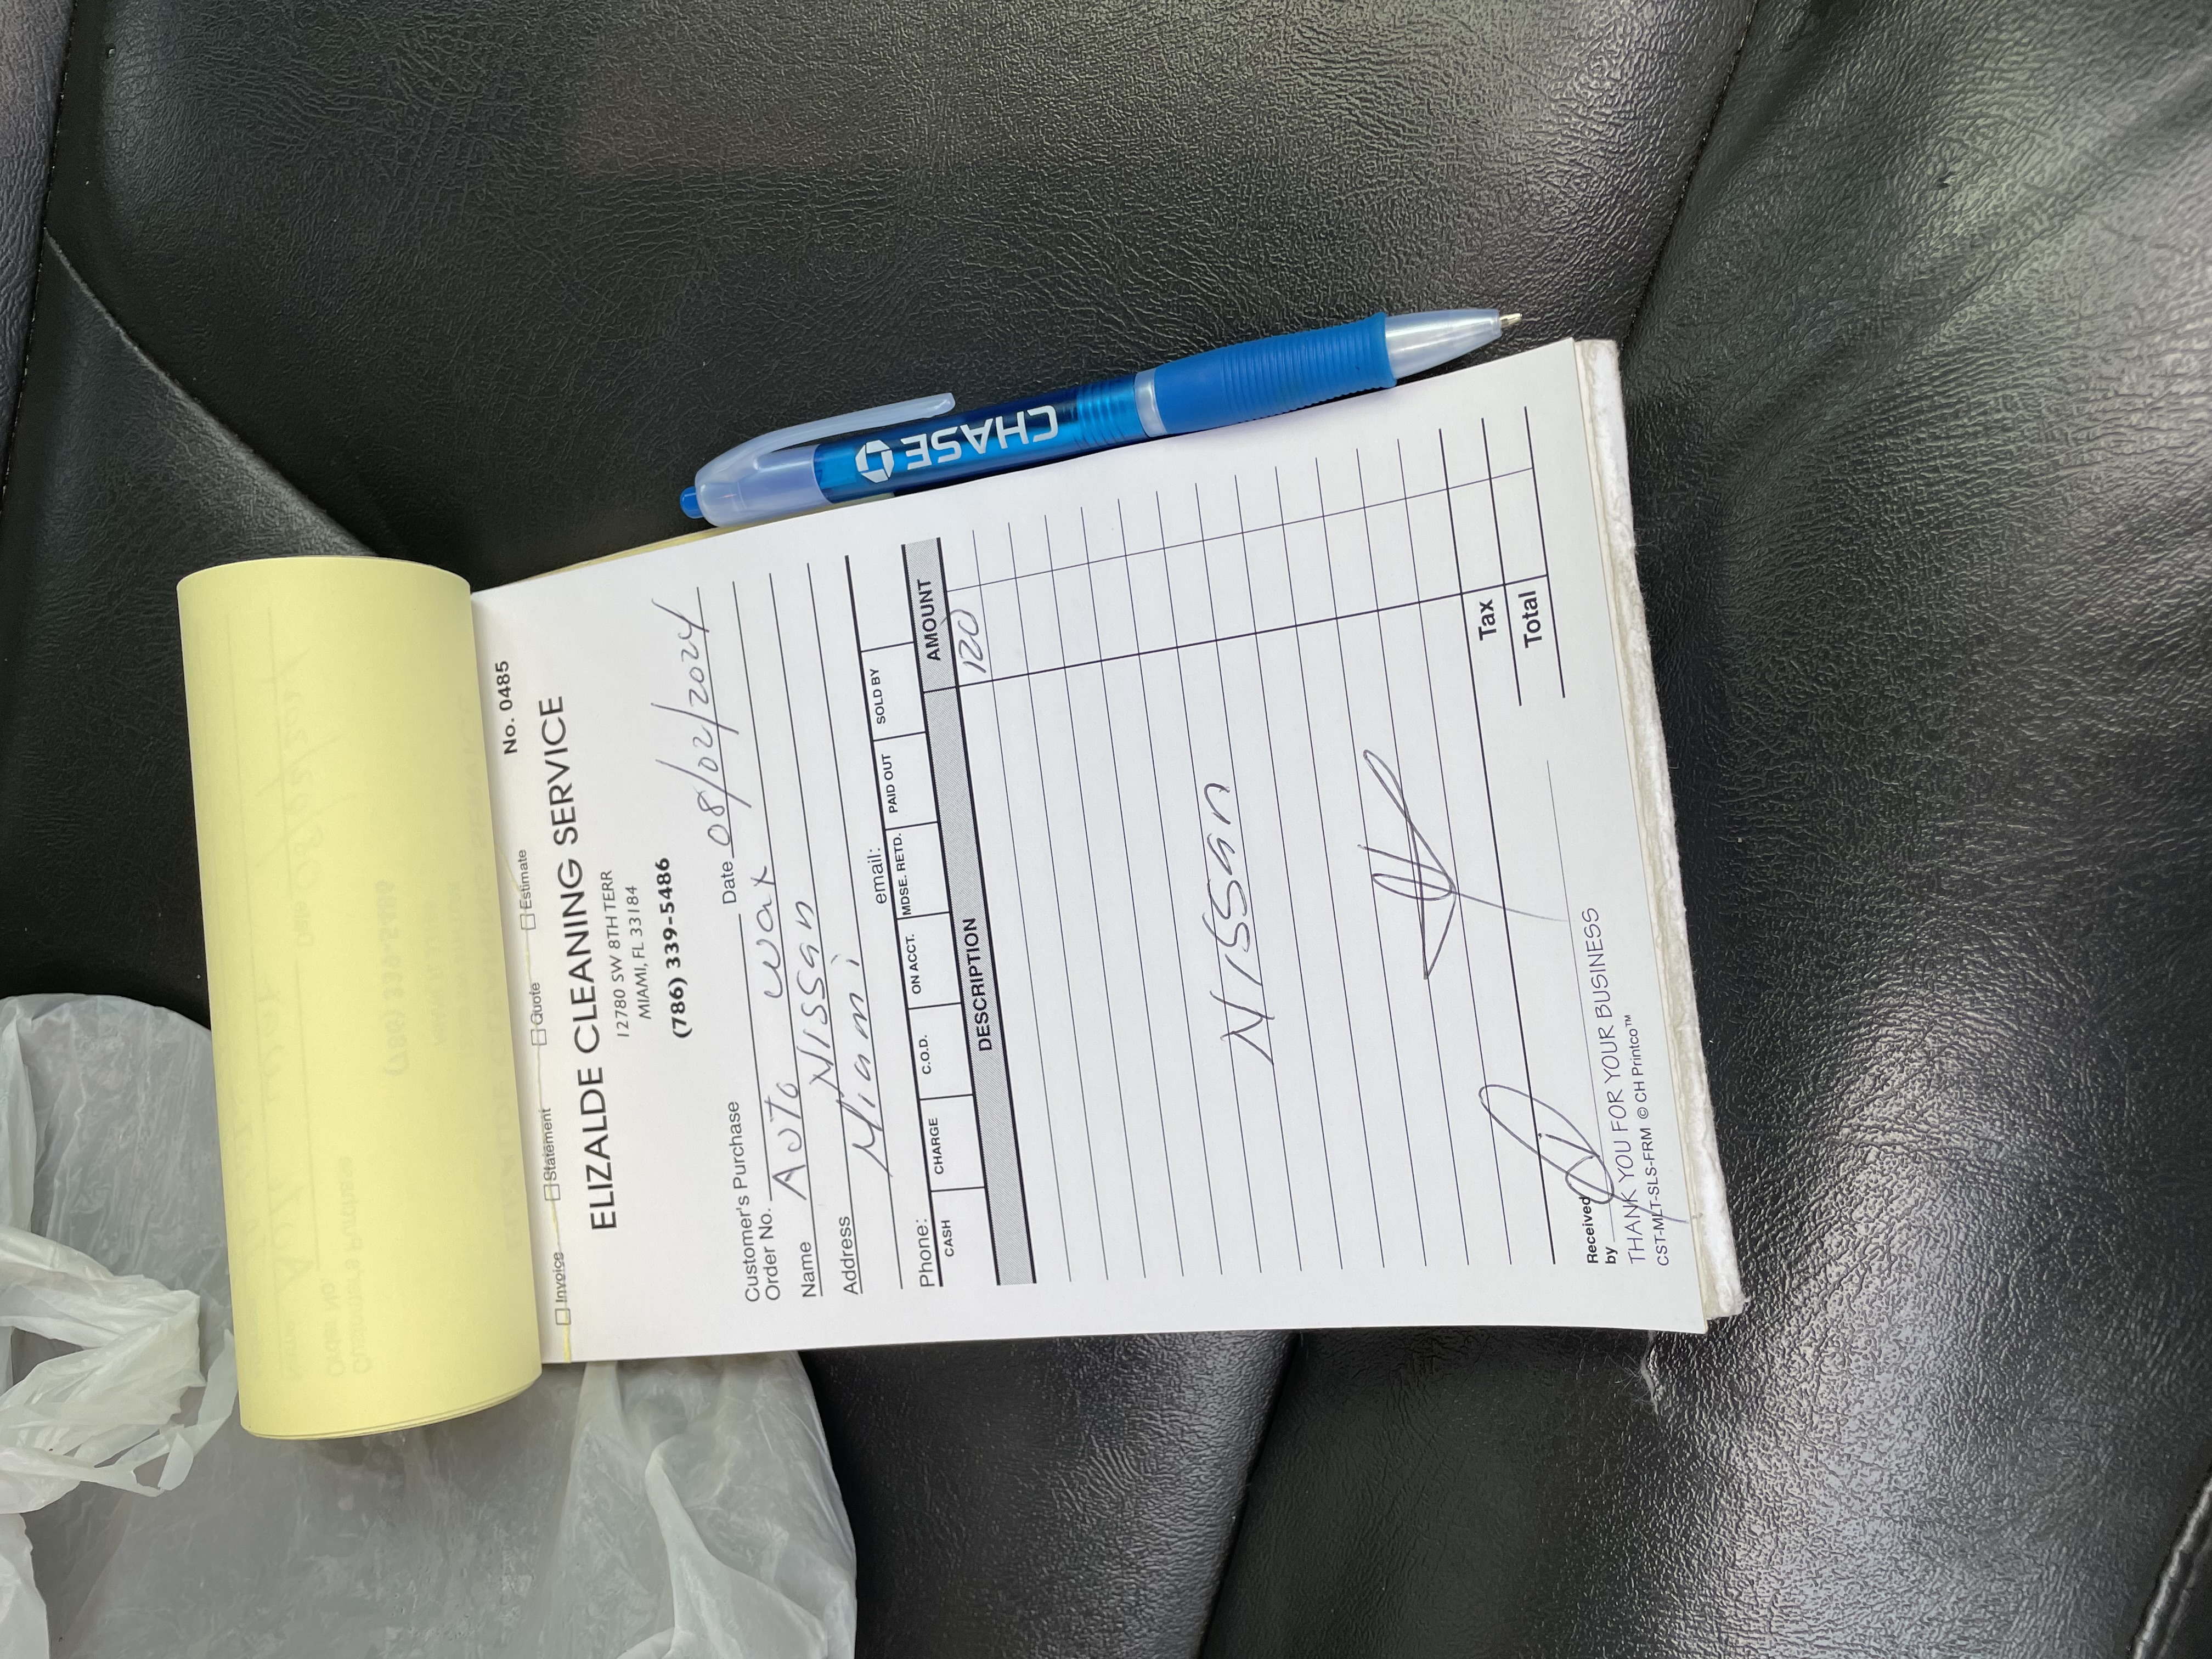 No. 0485
Invoice Statement Quote Estimate
ELIZALDE CLEANING SERVICE
12780 SW 8TH TERR
MIAMI, FL 33184
(786) 339-5486
Customer's Purchase
Order No. Auto wax Date 08/02/2024
Name Nissan
Address Miami
Phone: email:
CASH CHARGE C.O.D. ON ACCT. MDSE. RETD. PAID OUT SOLD BY
DESCRIPTION AMOUNT
120
Nissan
Tax
Total
Received
by
THANK YOU FOR YOUR BUSINESS
CST-MLT-SLS-FRM © CH Printco™
CHASE